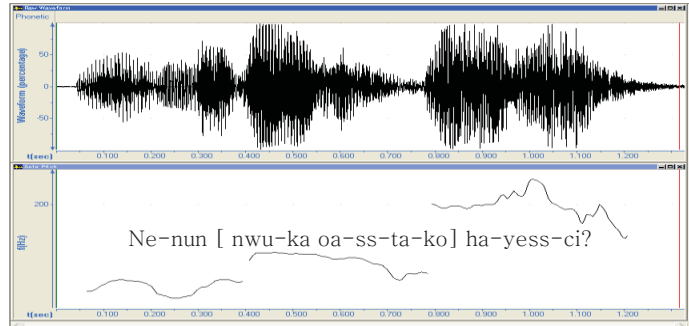 Raw Waveform
Phonetic
Waveform (percentage)
50-
0
-50-
t(sec) 0.100 0.200 0.300 0.400 0.500 0.600 0.700 0.800 0.900 1.000 1.100 1.200
Auto Pitch
f(Hz)
200
Ne-nun [ nwu-ka oa-ss-ta-ko] ha-yess-ci?
t(sec) 0.100 0.200 0.300 0.400 0.500 0.600 0.700 0.800 0.900 1.000 1.100 1.200